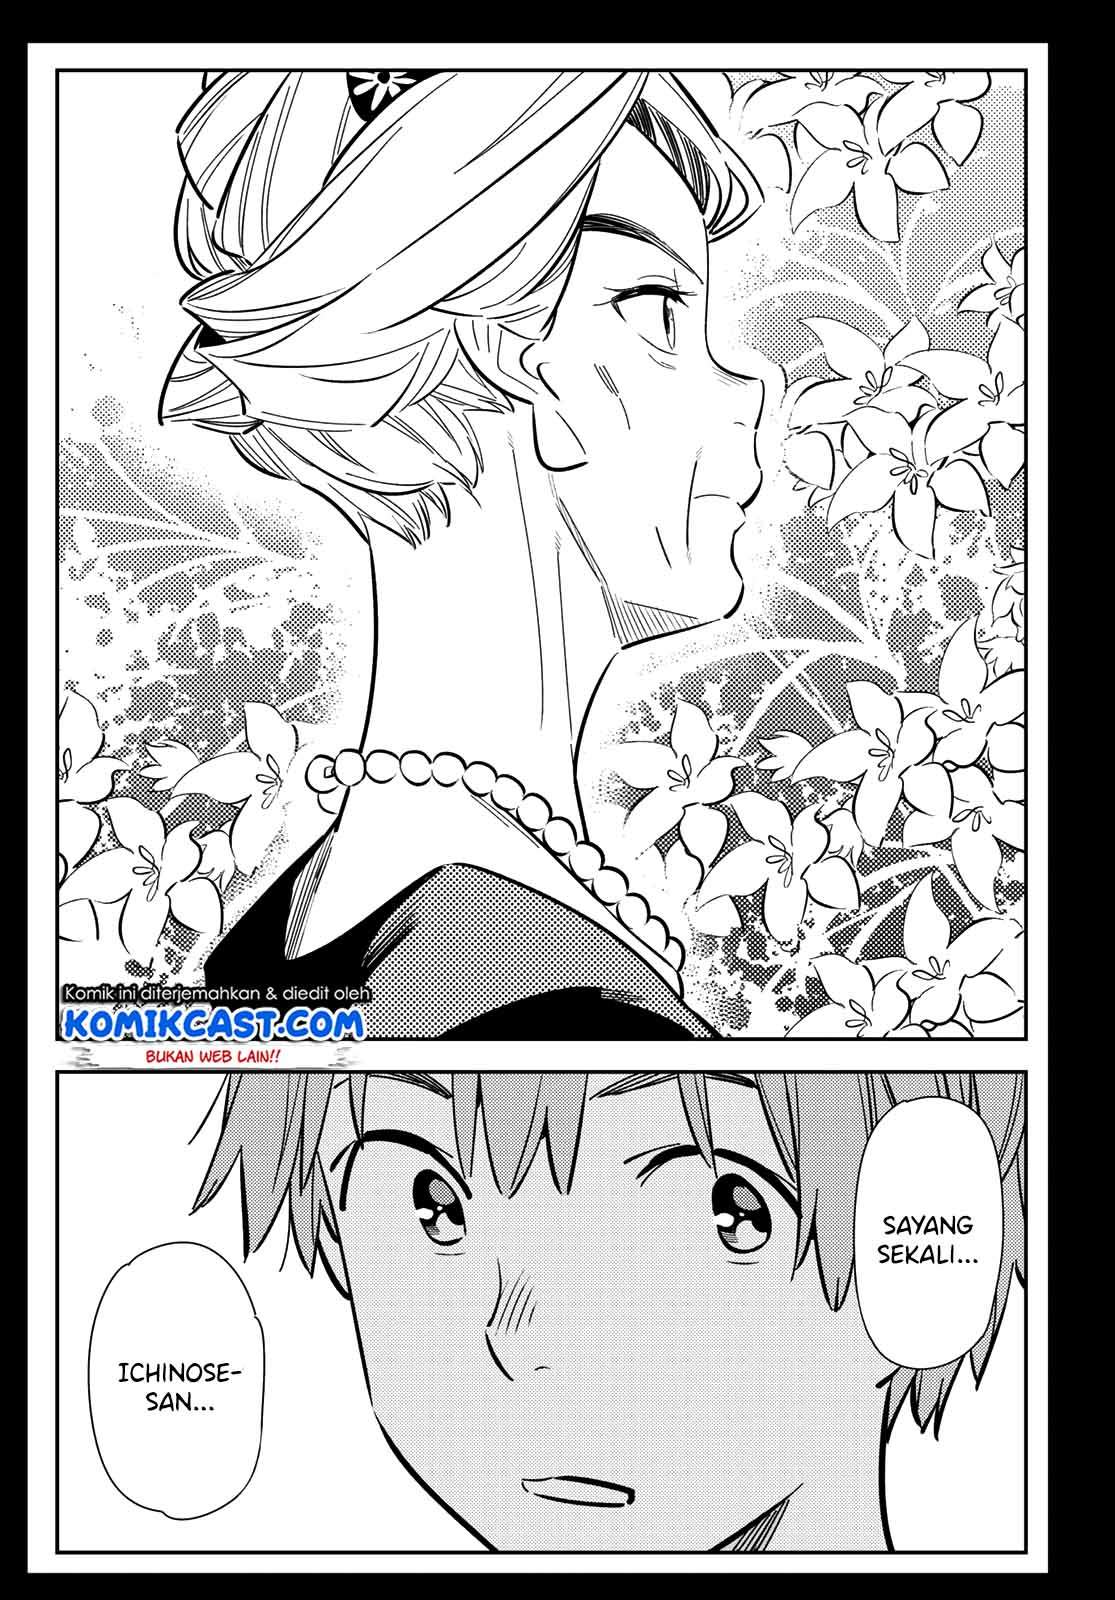 Komik ini diterjemahkan & diedit oleh
KOMIKCAST.COM
BUKAN WEB LAIN!!
SAYANG
SEKALI...
ICHINOSE-
SAN...